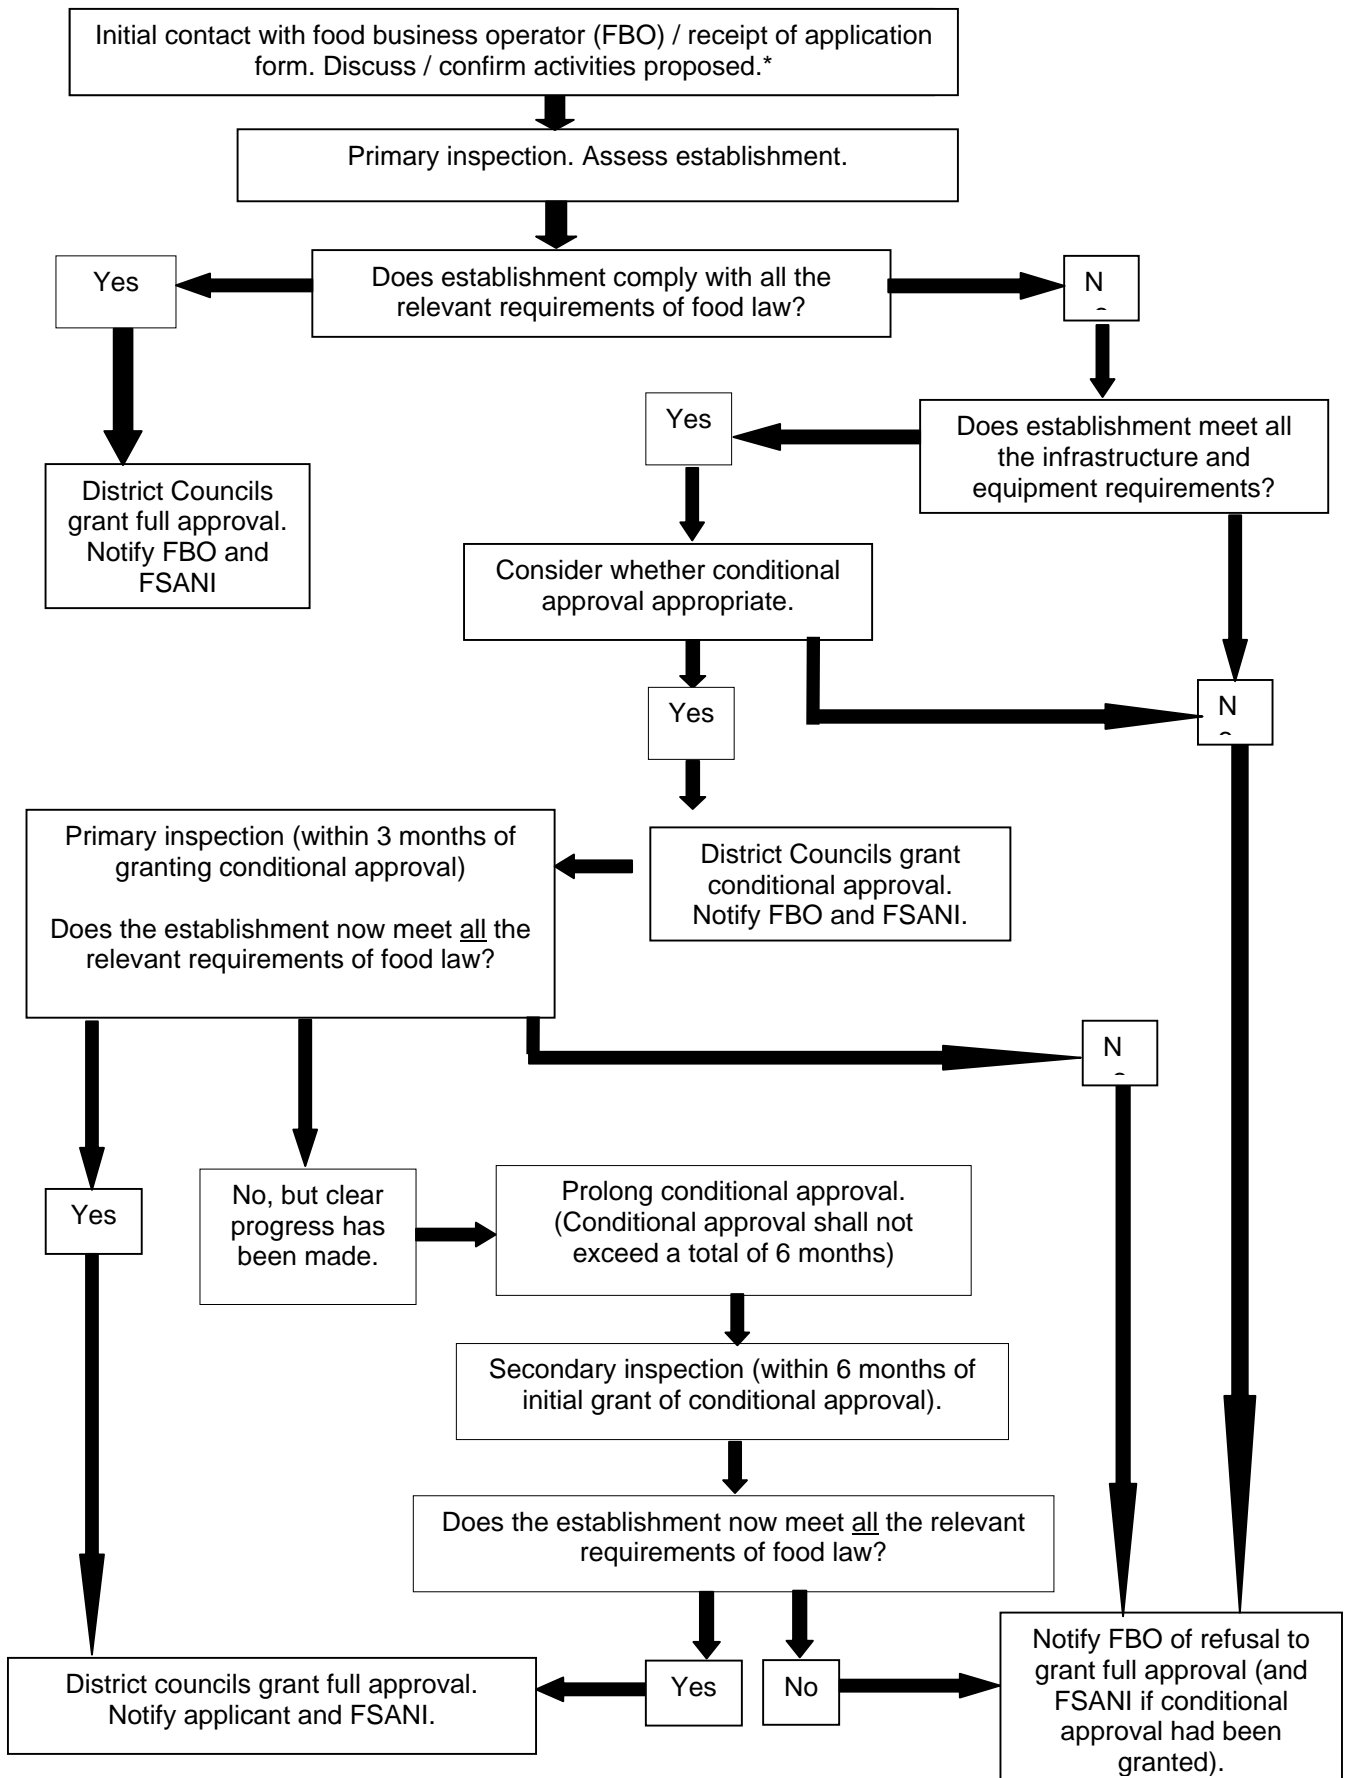 Initial contact with food business operator (FBO) / receipt of application
form. Discuss / confirm activities proposed.*
Primary inspection. Assess establishment.
Does establishment comply with all the
relevant requirements of food law?
Yes
N
Does establishment meet all
the infrastructure and
equipment requirements?
Yes
District Councils
grant full approval.
Notify FBO and
FSANI
Consider whether conditional
approval appropriate.
Yes
N
Primary inspection (within 3 months of
granting conditional approval)
Does the establishment now meet all the
relevant requirements of food law?
District Councils grant
conditional approval.
Notify FBO and FSANI.
N
Yes
No, but clear
progress has
been made.
Prolong conditional approval.
(Conditional approval shall not
exceed a total of 6 months)
Secondary inspection (within 6 months of
initial grant of conditional approval).
Does the establishment now meet all the relevant
requirements of food law?
Yes
No
District councils grant full approval.
Notify applicant and FSANI.
Notify FBO of refusal to
grant full approval (and
FSANI if conditional
approval had been
granted).